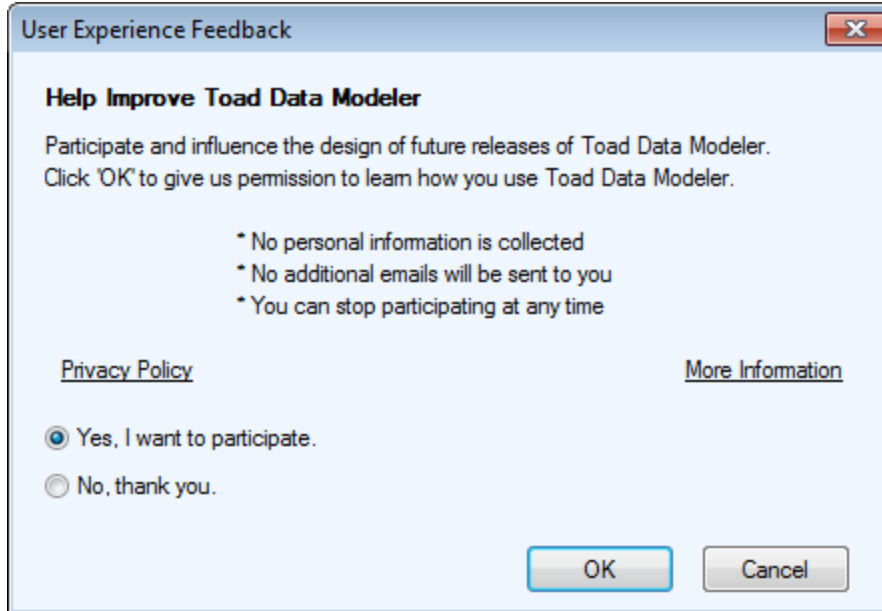 User Experience Feedback
Help Improve Toad Data Modeler
Participate and influence the design of future releases of Toad Data Modeler.
Click 'OK' to give us permission to learn how you use Toad Data Modeler.
* No personal information is collected
* No additional emails will be sent to you
* You can stop participating at any time
Privacy Policy
More Information
Yes, I want to participate.
No, thank you.
OK
Cancel